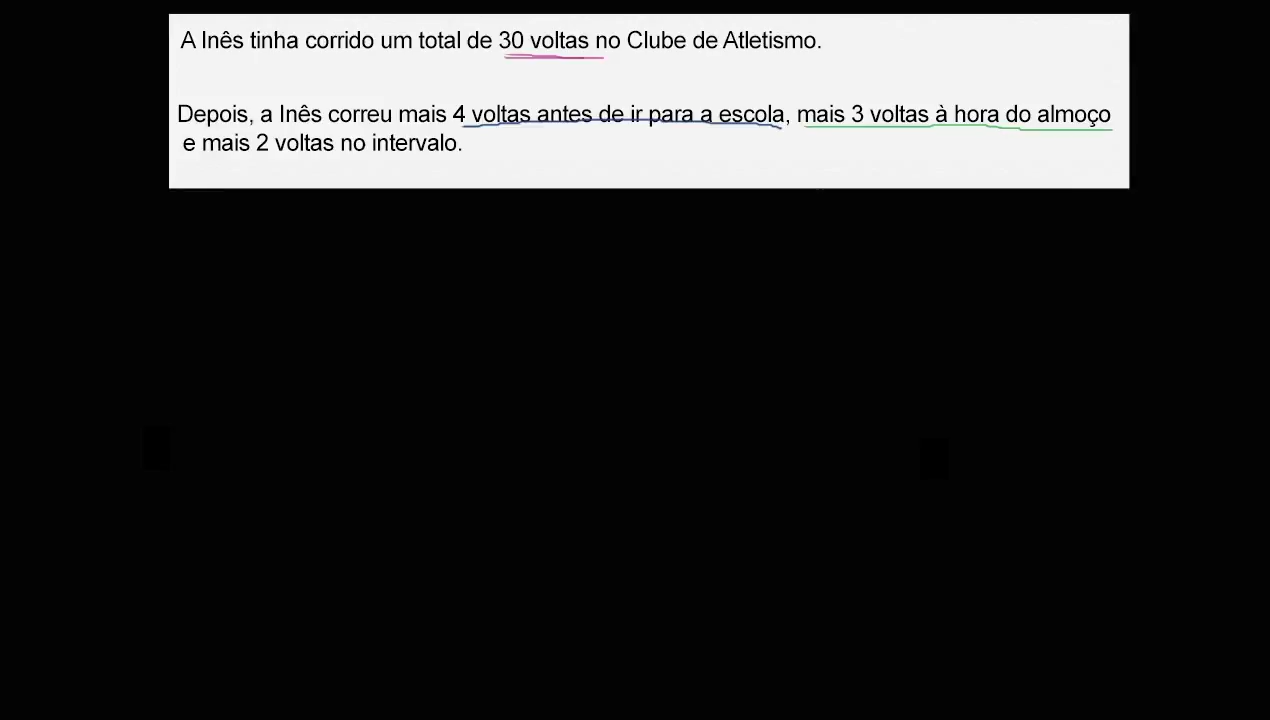 A Inês tinha corrido um total de 30 voltas no Clube de Atletismo.
Depois, a Inês correu mais 4 voltas antes de ir para a escola, mais 3 voltas à hora do almoço
e mais 2 voltas no intervalo.